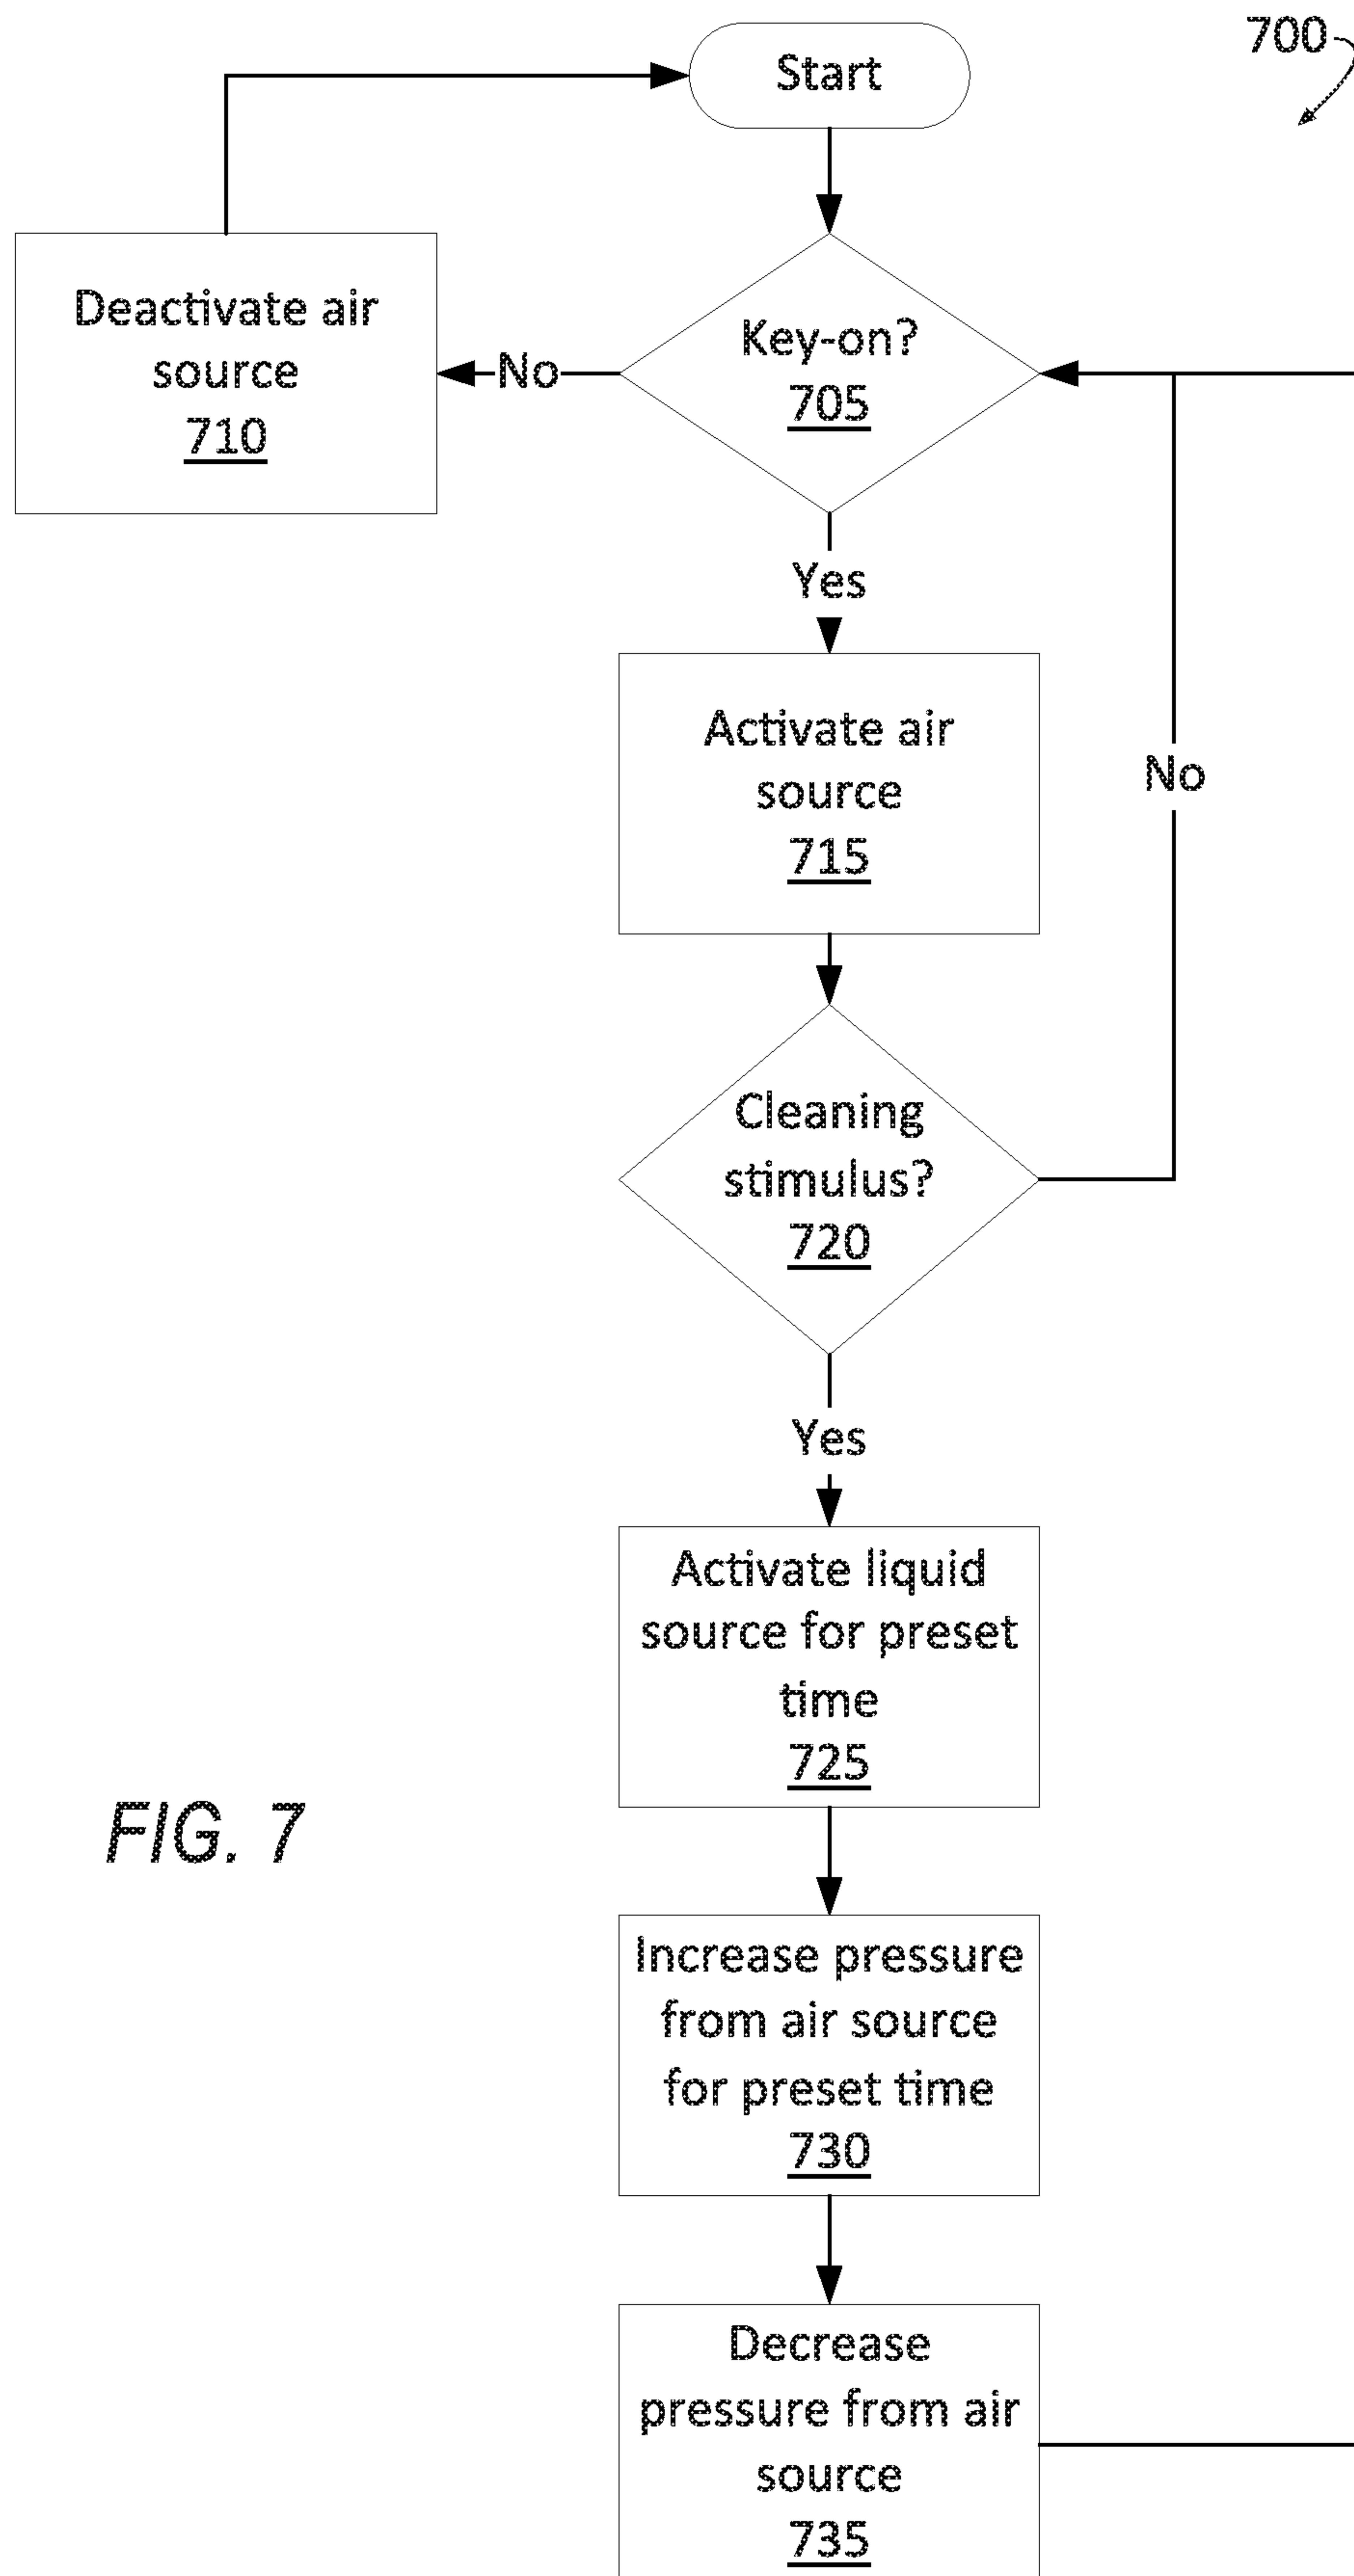 700
Start
Deactivate air
source
710
No
Key-on?
705
Yes
Activate air
source
715
No
Cleaning
stimulus?
720
Yes
Activate liquid
source for preset
time
725
FIG. 7
Increase pressure
from air source
for preset time
730
Decrease
pressure from air
source
735